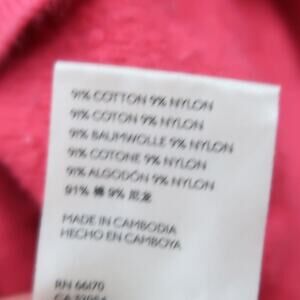 91% COTTON 9% NYLON
91% COTON 9% NYLON
91% BAUMWOLLE 9% NYLON
91% COTONE 9% NYLON
91% ALGODÓN 9% NYLON
91% 棉 9% 尼龙
MADE IN CAMBODIA
HECHO EN CAMBOYA
RN 66170
CA